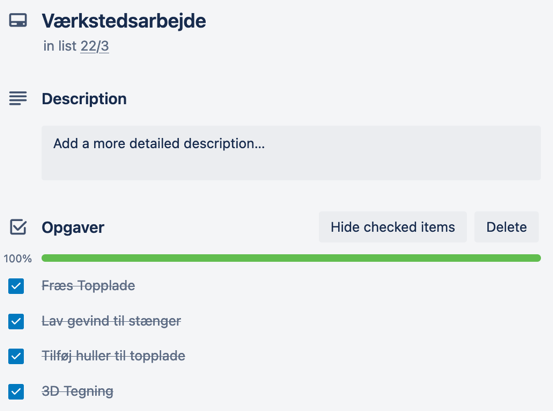 Værkstedsarbejde
in list 22/3
Description
Add a more detailed description...
Opgaver
Hide checked items
Delete
100%
Fræs Topplade
Lav gevind til stænger
Tilføj huller til topplade
3D Tegning